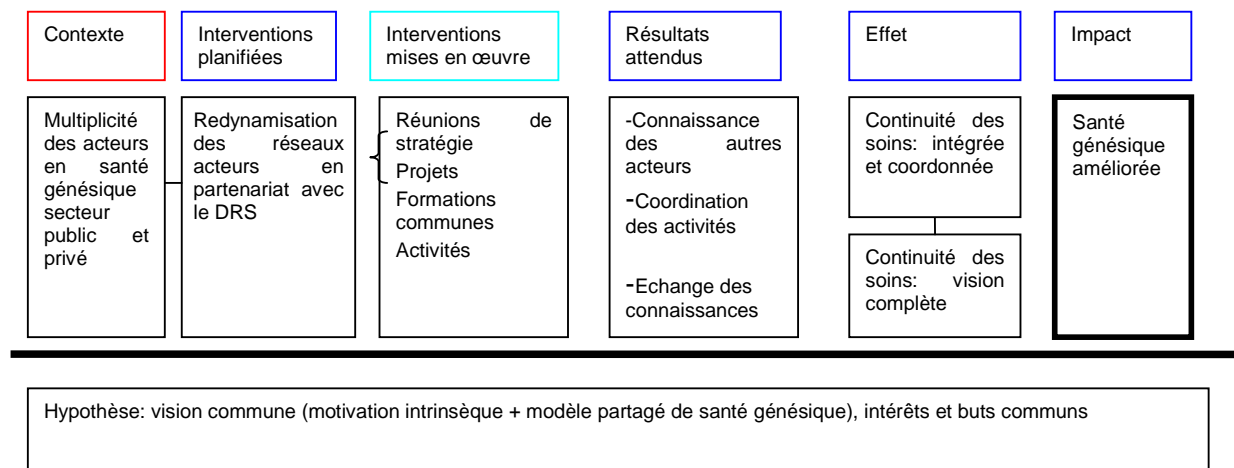 Contexte
Interventions
planifiées
Interventions
mises en œuvre
Résultats
attendus
Effet
Impact
Multiplicité
des acteurs
en santé
génésique
secteur
public et
privé
Redynamisation
des réseaux
acteurs en
partenariat avec
le DRS
Réunions de
stratégie
Projets
Formations
communes
Activités
-Connaissance
des autres
acteurs
-Coordination
des activités
-Echange des
connaissances
Continuité des
soins: intégrée
et coordonnée
Continuité des
soins: vision
complète
Santé
génésique
améliorée
Hypothèse: vision commune (motivation intrinsèque + modèle partagé de santé génésique), intérêts et buts communs